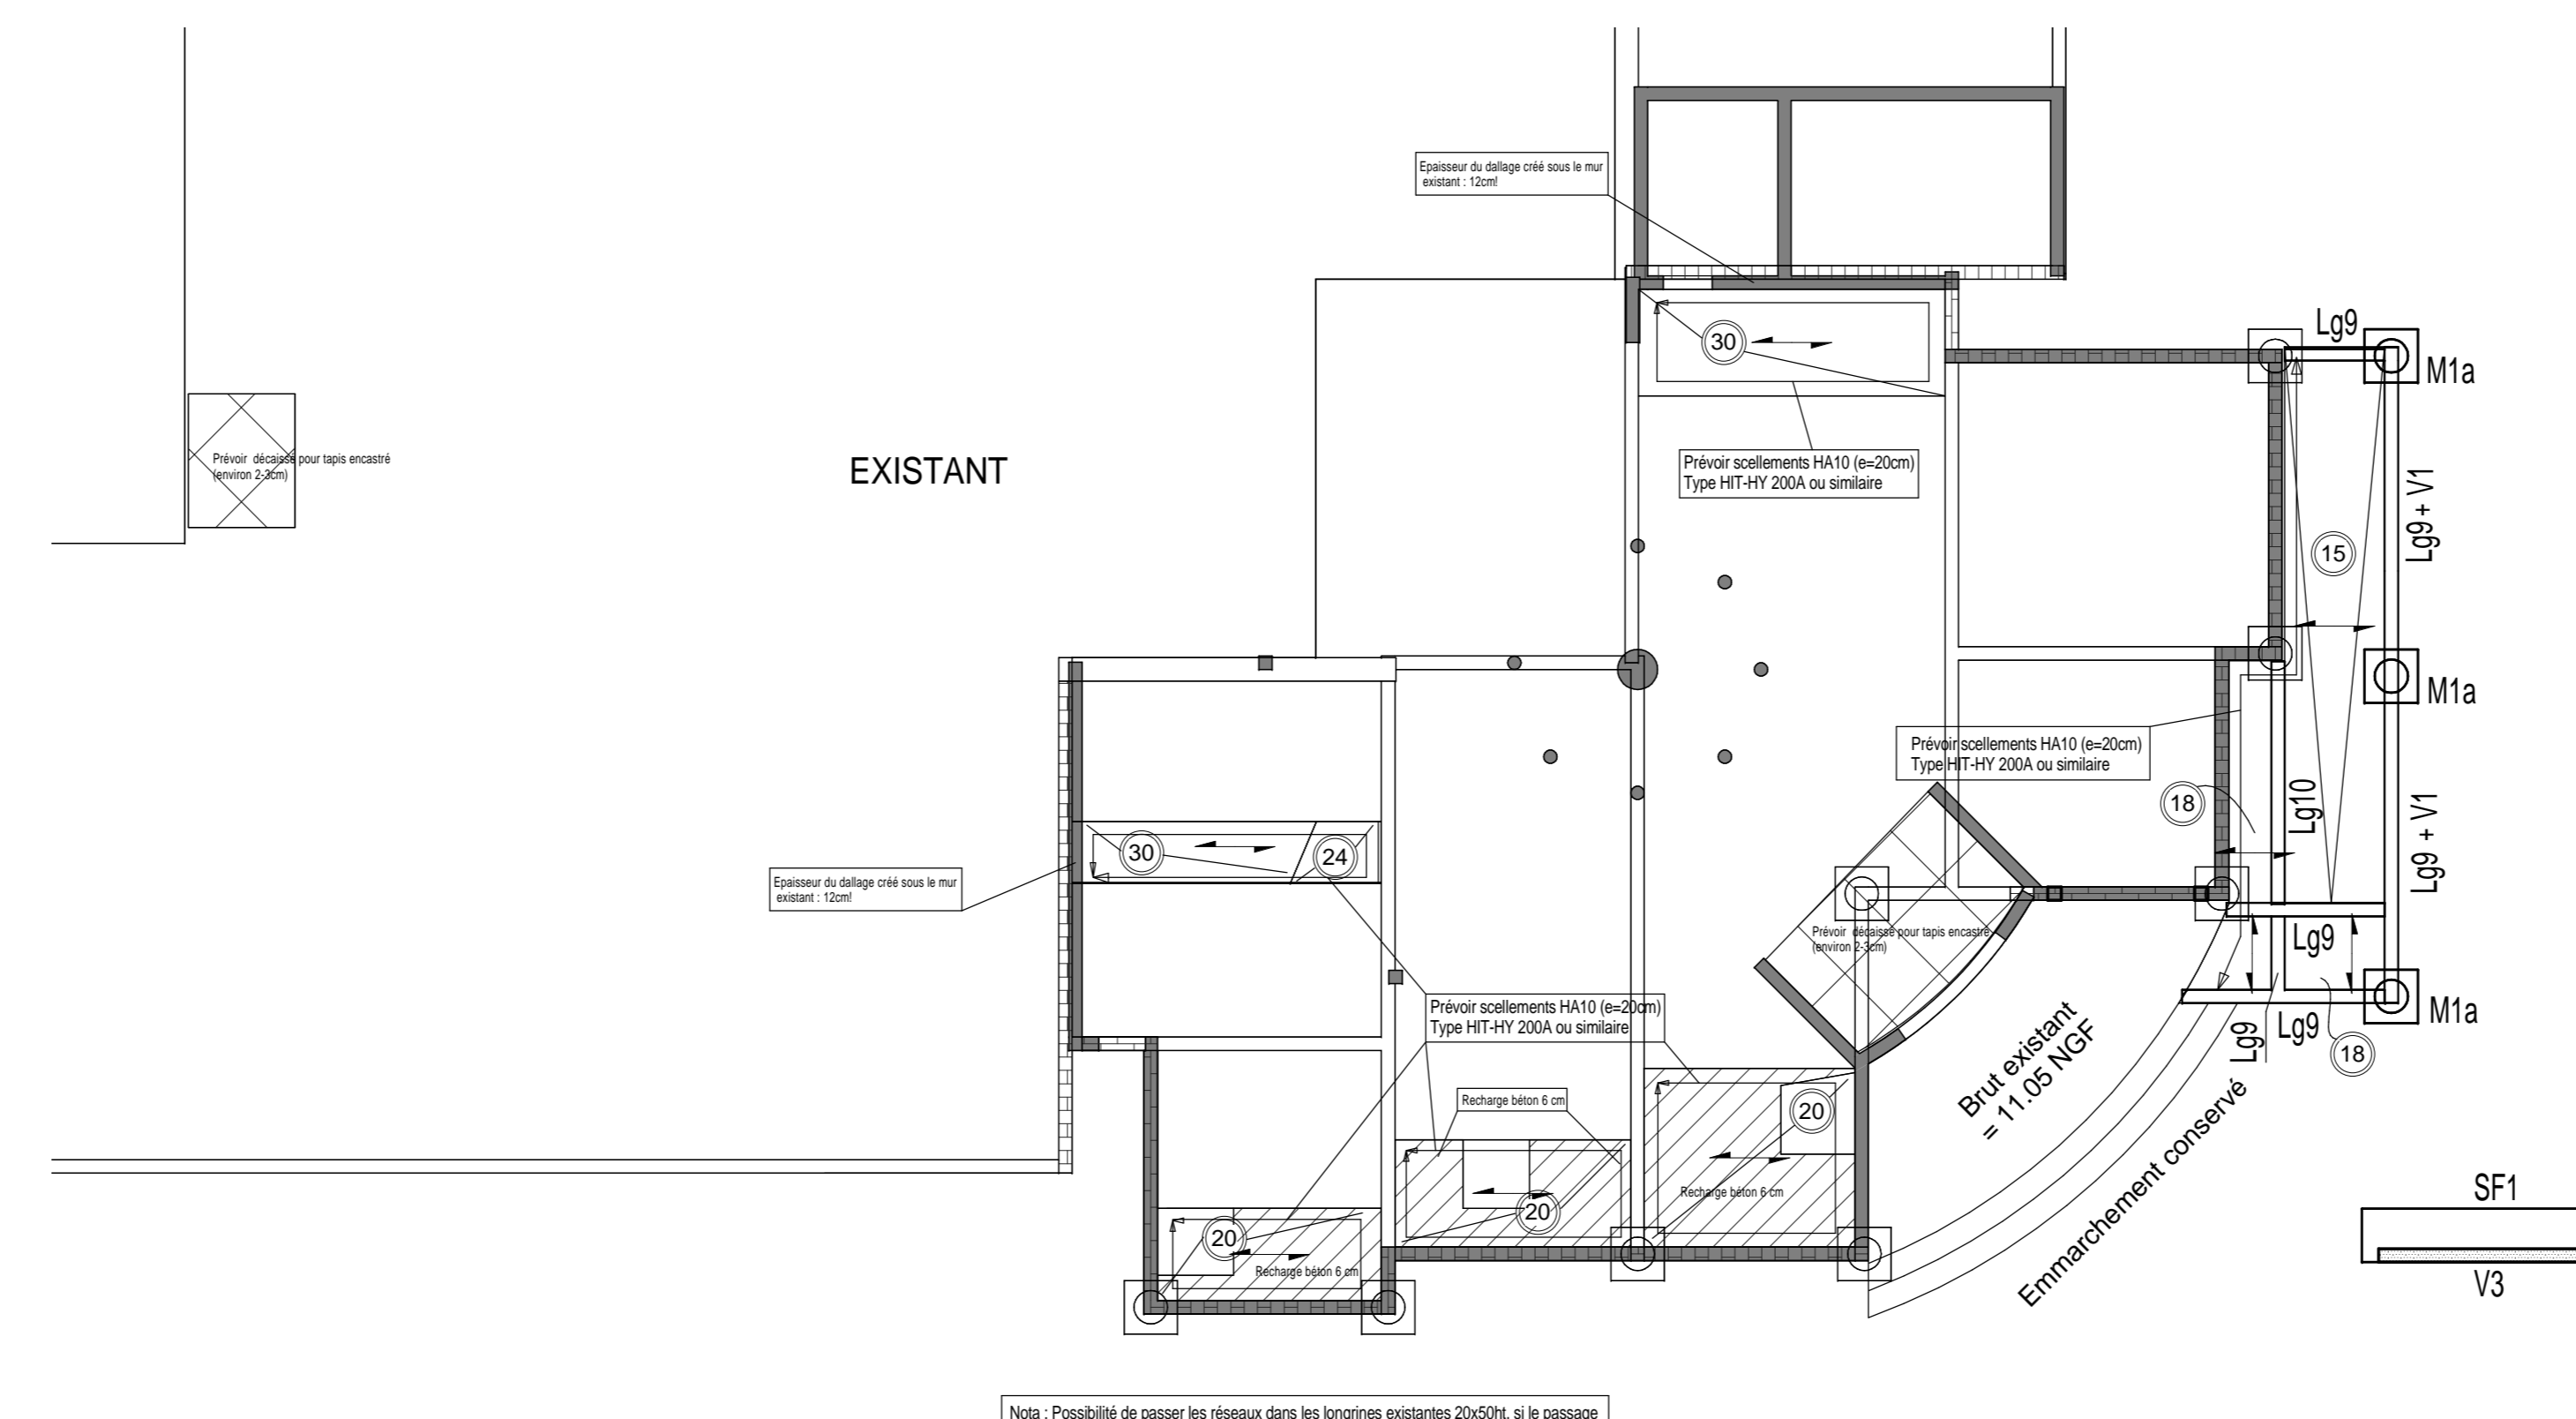 Epaisseur du dallage créé sous le mur
existant : 12cm!
30
Lg9
M1a
Prévoir décaissé pour tapis encastré
(environ 2-3cm)
EXISTANT
Prévoir scellements HA10 (e=20cm)
Type HIT-HY 200A ou similaire
Lg9 + V1
15
M1a
Prévoir scellements HA10 (e=20cm)
Type HIT-HY 200A ou similaire
18
Lg10
Lg9 + V1
30
24
Epaisseur du dallage créé sous le mur
existant : 12cm!
Prévoir décaissé pour tapis encastré
(environ 2-3cm)
Lg9
Prévoir scellements HA10 (e=20cm)
Type HIT-HY 200A ou similaire
M1a
Lg9
Lg9
18
Brut existant
= 11.05 NGF
Recharge béton 6 cm
20
Emmarchement conservé
Recharge béton 6 cm
SF1
20
20
Recharge béton 6 cm
V3
Nota : Possibilité de passer les réseaux dans les longrines existantes 20x50ht, si le passage